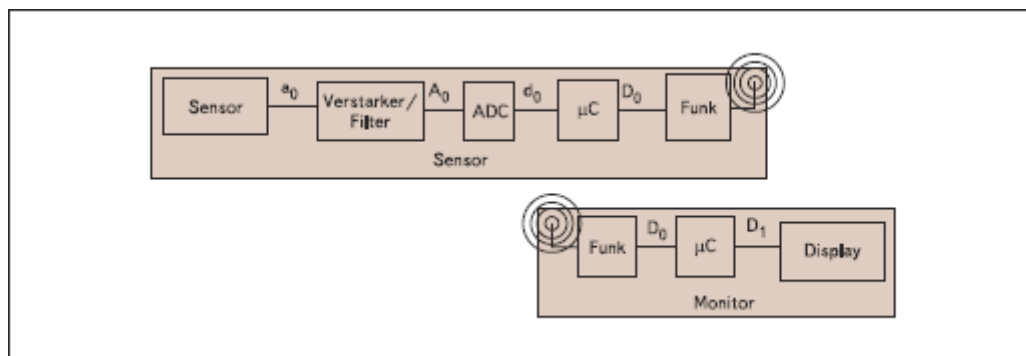 Sensor
a0
Verstarker/
Filter
A0
ADC
d0
µC
D0
Funk
Sensor
Funk
D0
µC
D1
Display
Monitor